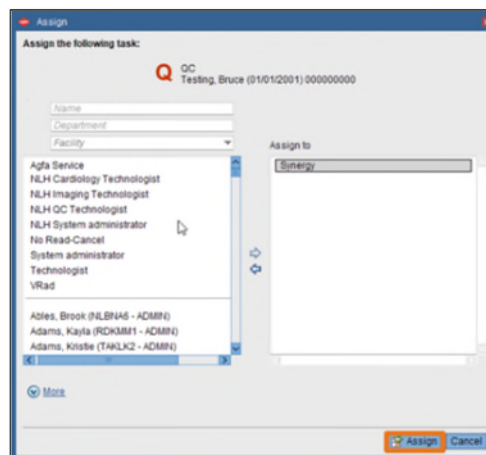 Assign
Assign the following task:
Q
QC
Testing, Bruce (01/01/2001) 000000000
Name
Department
Facility
Assign to
Agfa Service
NLH Cardiology Technologist
NLH Imaging Technologist
NLH QC Technologist
NLH System administrator
No Read-Cancel
System administrator
Technologist
VRad
Ables, Brook (NLBNA6 - ADMIN)
Adams, Kayla (RDKMM1 - ADMIN)
Adams, Kristie (TAKLK2 - ADMIN)
Synergy
More
Assign
Cancel